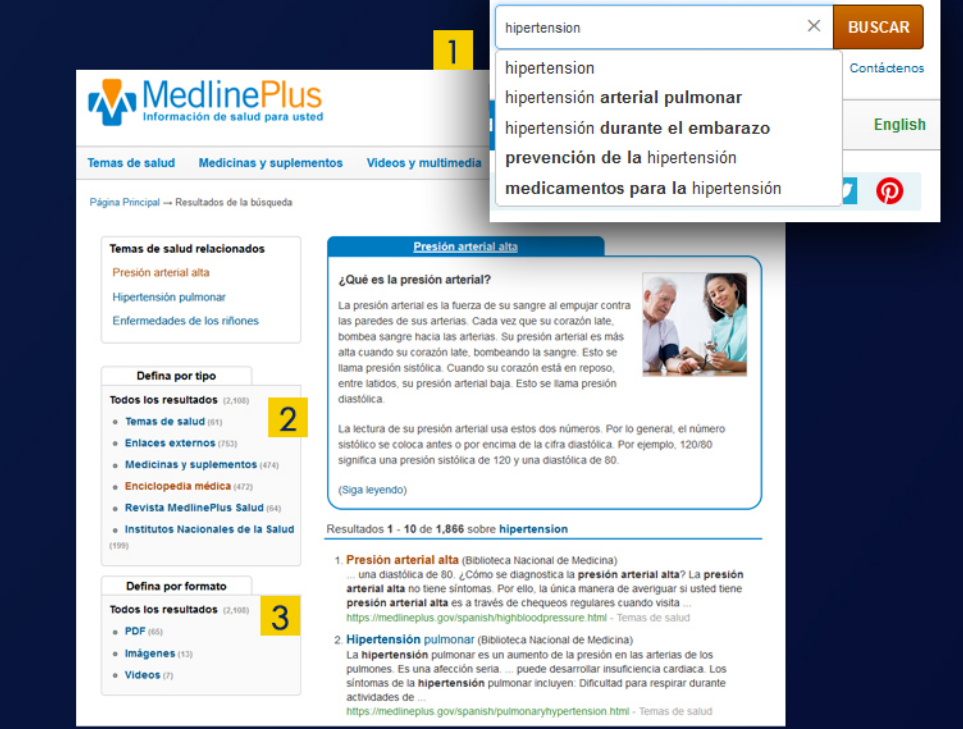 1
hipertension
BUSCAR
hipertension
hipertensión arterial pulmonar
hipertensión durante el embarazo
prevención de la hipertensión
medicamentos para la hipertensión
Contáctenos
English
MedlinePlus
Información de salud para usted
Temas de salud Medicinas y suplementos Videos y multimedia
Página Principal → Resultados de la búsqueda
Temas de salud relacionados
Presión arterial alta
Hipertensión pulmonar
Enfermedades de los riñones
Defina por tipo
Todos los resultados (2,108)
2
Temas de salud (61)
Enlaces externos (753)
Medicinas y suplementos (474)
Enciclopedia médica (472)
Revista MedlinePlus Salud (64)
Institutos Nacionales de la Salud
(199)
Defina por formato
Todos los resultados (2,108)
3
PDF (65)
Imágenes (13)
Videos (7)
Presión arterial alta
¿Qué es la presión arterial?
La presión arterial es la fuerza de su sangre al empujar contra
las paredes de sus arterias. Cada vez que su corazón late,
bombea sangre hacia las arterias. Su presión arterial es más
alta cuando su corazón late, bombeando la sangre. Esto se
llama presión sistólica. Cuando su corazón está en reposo,
entre latidos, su presión arterial baja. Esto se llama presión
diastólica.
La lectura de su presión arterial usa estos dos números. Por lo general, el número
sistólico se coloca antes o por encima de la cifra diastólica. Por ejemplo, 120/80
significa una presión sistólica de 120 y una diastólica de 80.
(Siga leyendo)
Resultados 1 - 10 de 1,866 sobre hipertension
1. Presión arterial alta (Biblioteca Nacional de Medicina)
... una diastólica de 80. ¿Cómo se diagnostica la presión arterial alta? La presión
arterial alta no tiene síntomas. Por ello, la única manera de averiguar si usted tiene
presión arterial alta es a través de chequeos regulares cuando visita ...
https://medlineplus.gov/spanish/highbloodpressure.html - Temas de salud
2. Hipertensión pulmonar (Biblioteca Nacional de Medicina)
La hipertensión pulmonar es un aumento de la presión en las arterias de los
pulmones. Es una afección seria. ... puede desarrollar insuficiencia cardiaca. Los
síntomas de la hipertensión pulmonar incluyen: Dificultad para respirar durante
actividades de ...
https://medlineplus.gov/spanish/pulmonaryhypertension.html - Temas de salud